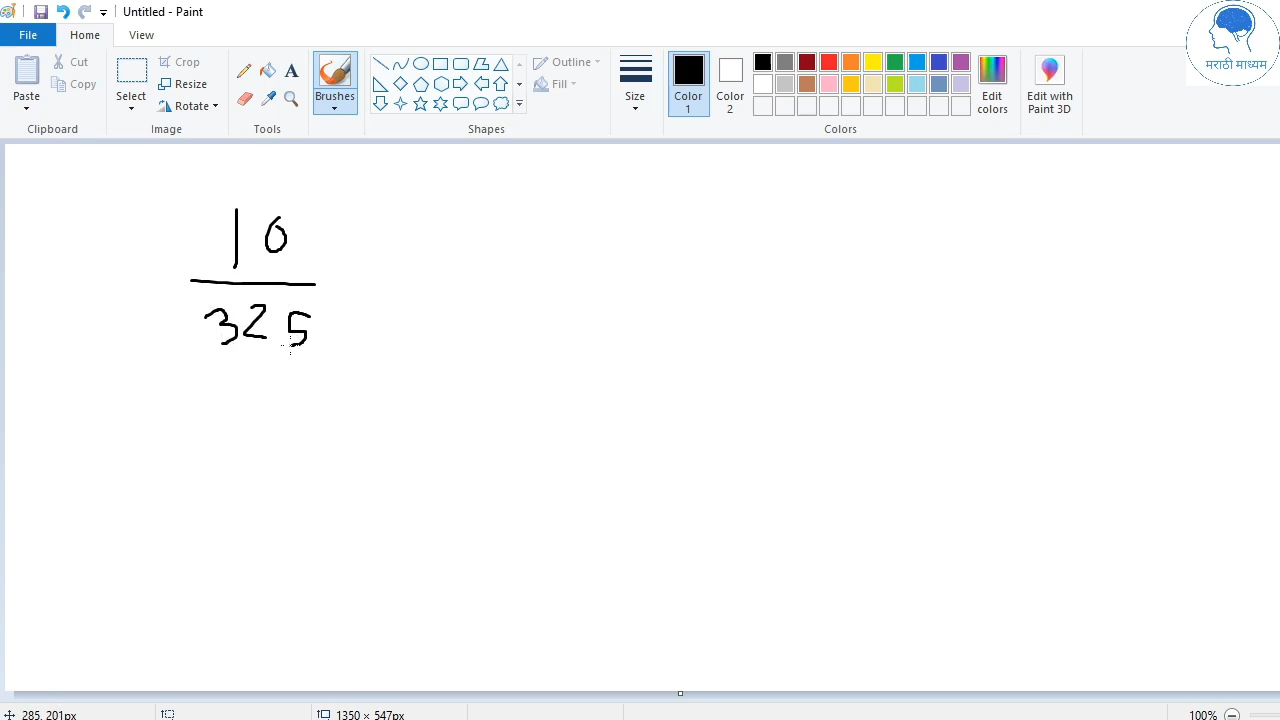 Untitled - Paint
File Home View
Cut
Copy
Paste
Clipboard
Crop
Resize
Rotate
Select
Image
A
Tools
Brushes
Outline
Fill
Shapes
Size
Color 1
Color 2
Edit colors
Colors
Edit with Paint 3D
मराठी माध्यम
10
325
285, 201px
1350 × 547px
100%